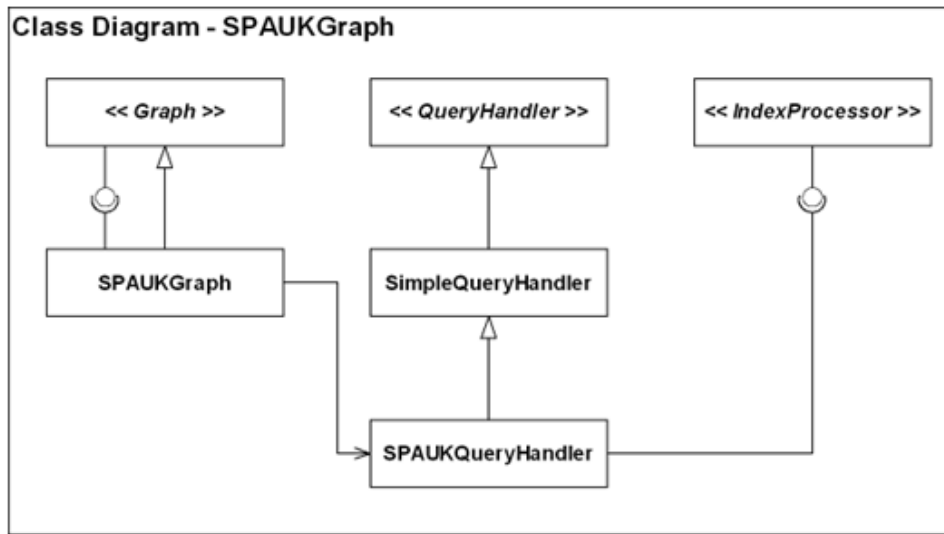 Class Diagram - SPAUKGraph
<< Graph >>
<< QueryHandler >>
<< IndexProcessor >>
SPAUKGraph
SimpleQueryHandler
SPAUKQueryHandler